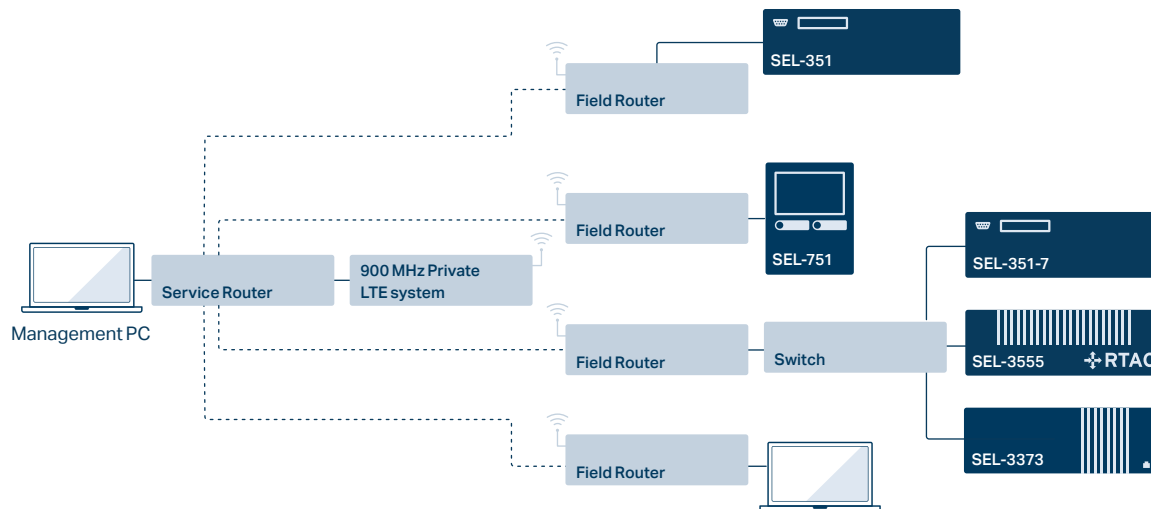 SEL-351
Field Router
Field Router
SEL-751
900 MHz Private
LTE system
Service Router
Management PC
SEL-351-7
Field Router
Switch
SEL-3555
RTAC
Field Router
SEL-3373